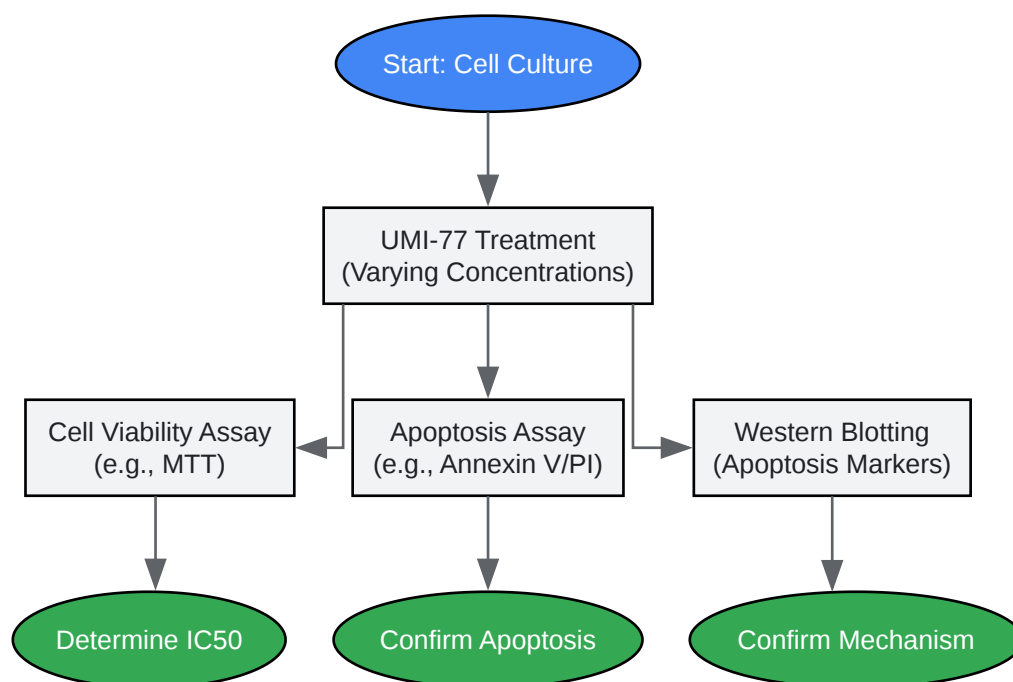 Start: Cell Culture
UMI-77 Treatment
(Varying Concentrations)
Cell Viability Assay
(e.g., MTT)
Apoptosis Assay
(e.g., Annexin V/PI)
Western Blotting
(Apoptosis Markers)
Determine IC50
Confirm Apoptosis
Confirm Mechanism